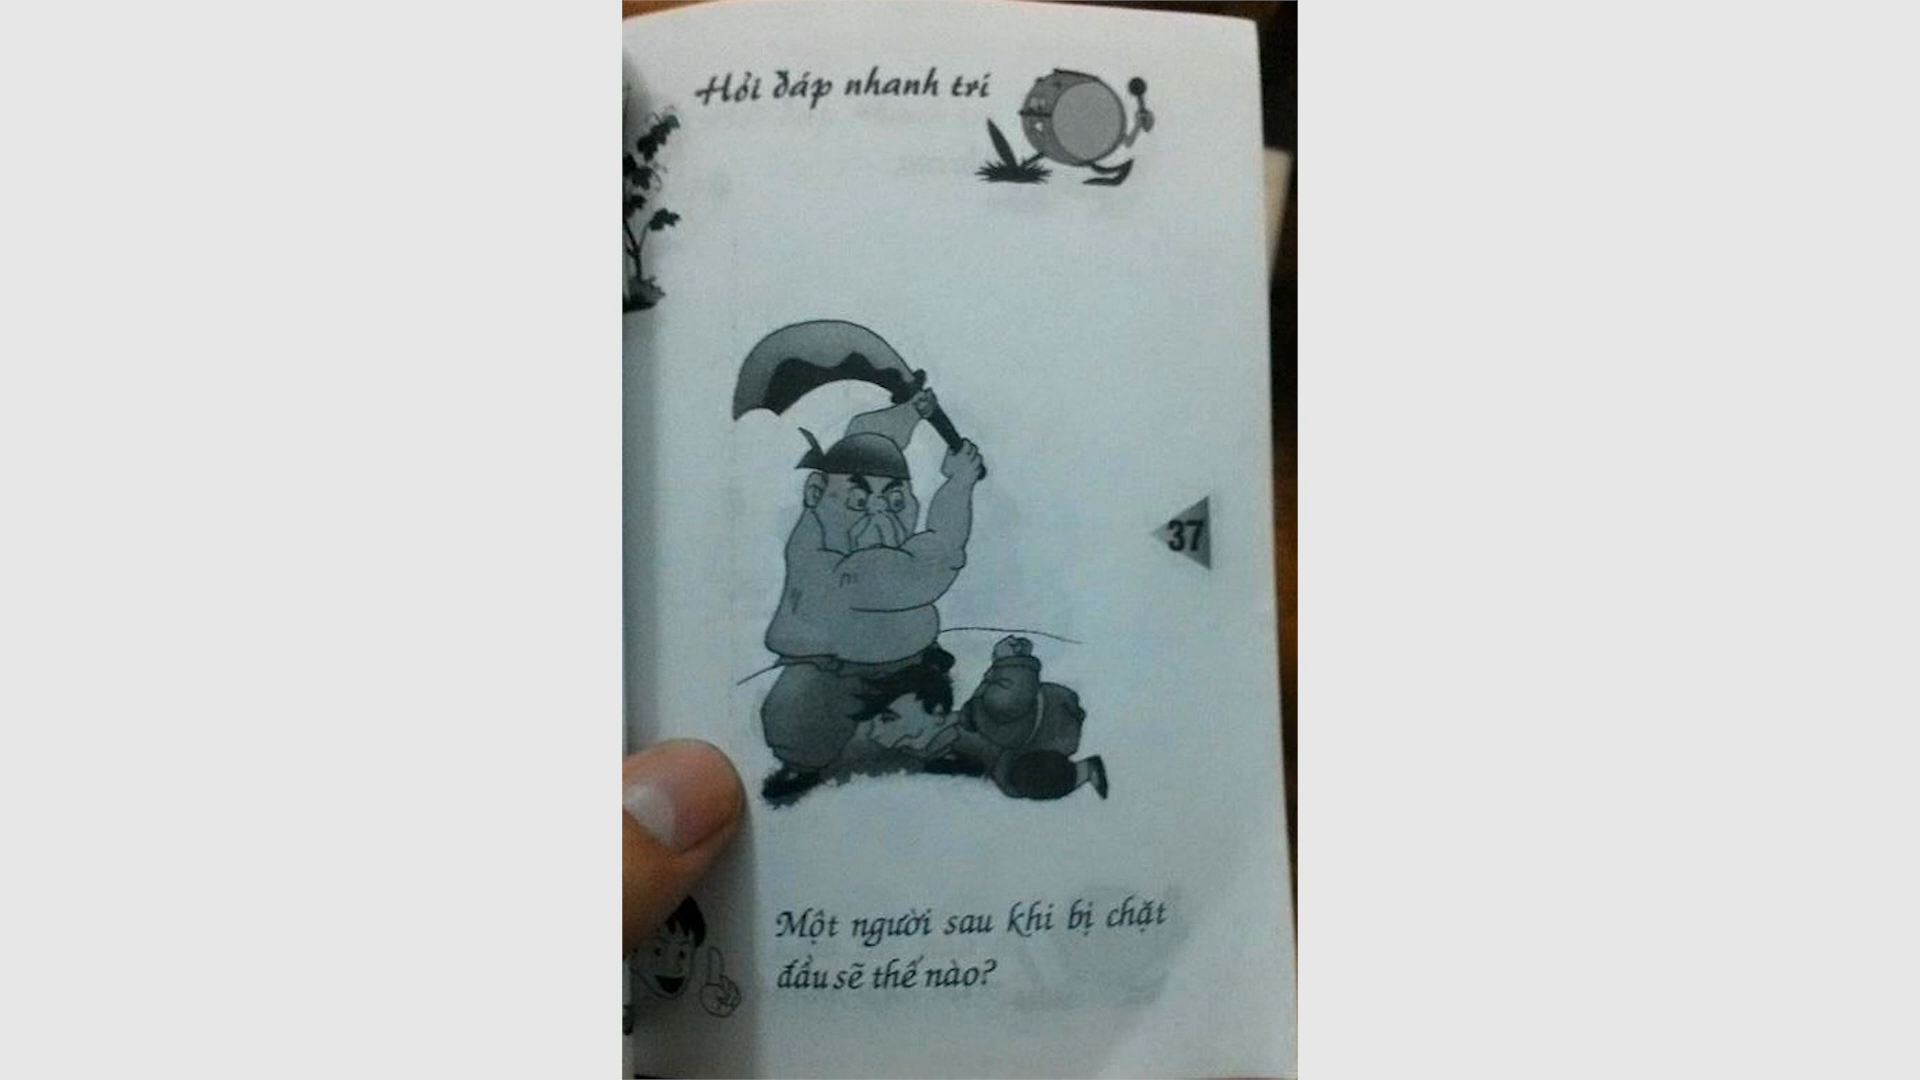 Hỏi đáp nhanh trí
37
Một người sau khi bị chặt
đầu sẽ thế nào?